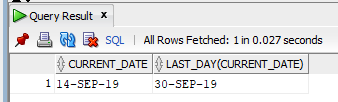 Query Result ×
SQL | All Rows Fetched: 1 in 0.027 seconds
CURRENT_DATE LAST_DAY(CURRENT_DATE)
1 14-SEP-19 30-SEP-19